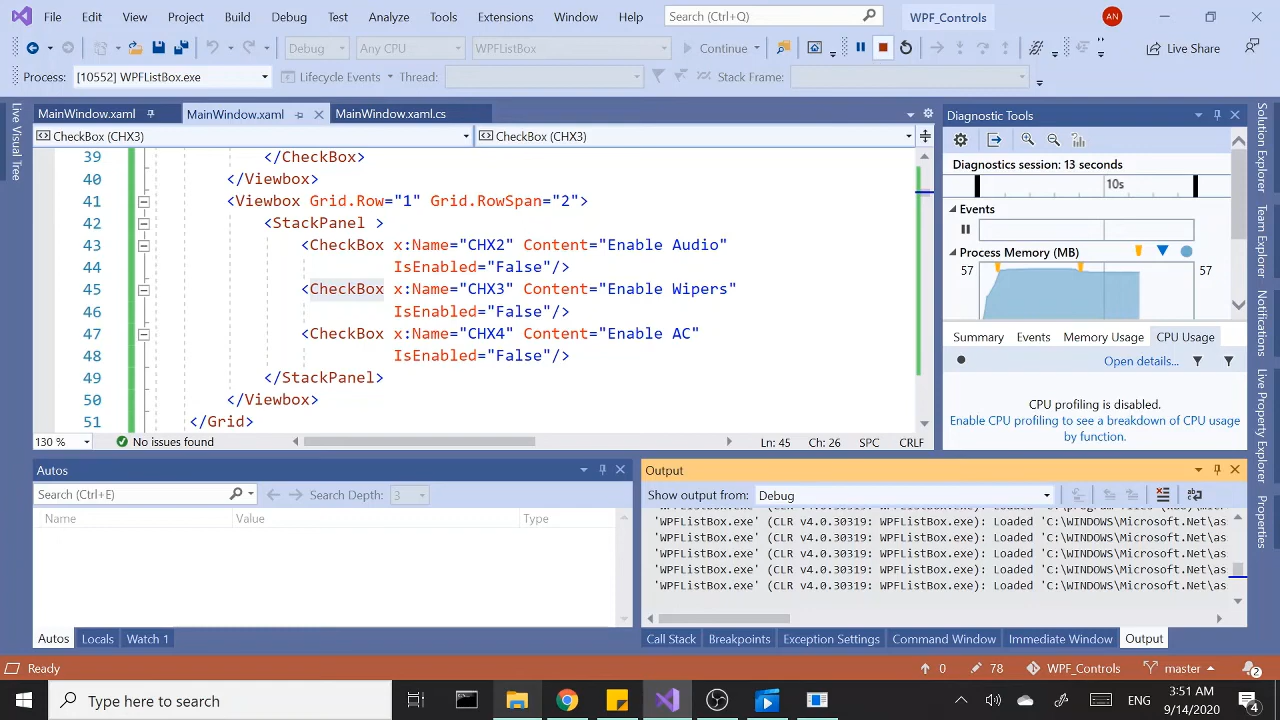 File Edit View Project Build Debug Test Analyze Tools Extensions Window Help Search (Ctrl+Q) WPF_Controls AN
Debug Any CPU WPFListBox Continue Live Share
Process: [10552] WPFListBox.exe Lifecycle Events Thread: Stack Frame:
Live Visual Tree
MainWindow.xaml MainWindow.xaml MainWindow.xaml.cs
CheckBox (CHX3) CheckBox (CHX3)
39 </CheckBox>
40 </Viewbox>
41 <Viewbox Grid.Row="1" Grid.RowSpan="2">
42 <StackPanel >
43 <CheckBox x:Name="CHX2" Content="Enable Audio"
44 IsEnabled="False"/>
45 <CheckBox x:Name="CHX3" Content="Enable Wipers"
46 IsEnabled="False"/>
47 <CheckBox x:Name="CHX4" Content="Enable AC"
48 IsEnabled="False"/>
49 </StackPanel>
50 </Viewbox>
51 </Grid>
130 % No issues found Ln: 45 Ch: 26 SPC CRLF
Diagnostic Tools
Diagnostics session: 13 seconds
10s
Events
Process Memory (MB)
57 57
Summary Events Memory Usage CPU Usage
Open details...
CPU profiling is disabled.
Enable CPU profiling to see a breakdown of CPU usage
by function.
Solution Explorer
Team Explorer
Notifications
Live Property Explorer
Properties
Autos
Search (Ctrl+E) Search Depth: 3
Name Value Type
Autos Locals Watch 1
Output
Show output from: Debug
'WPFListBox.exe' (CLR v4.0.30319: WPFListBox.exe): Loaded 'C:\WINDOWS\Microsoft.Net\as
'WPFListBox.exe' (CLR v4.0.30319: WPFListBox.exe): Loaded 'C:\WINDOWS\Microsoft.Net\as
'WPFListBox.exe' (CLR v4.0.30319: WPFListBox.exe): Loaded 'C:\WINDOWS\Microsoft.Net\as
'WPFListBox.exe' (CLR v4.0.30319: WPFListBox.exe): Loaded 'C:\WINDOWS\Microsoft.Net\as
'WPFListBox.exe' (CLR v4.0.30319: WPFListBox.exe): Loaded 'C:\WINDOWS\Microsoft.Net\as
Call Stack Breakpoints Exception Settings Command Window Immediate Window Output
Ready 0 78 WPF_Controls master 2
Type here to search ENG :51 AM
9/14/2020 4